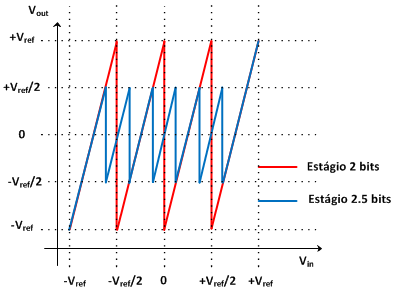 Vout
+Vref
+Vref/2
0
-Vref/2
-Vref
Estágio 2 bits
Estágio 2.5 bits
Vin
-Vref -Vref/2 0 +Vref/2 +Vref